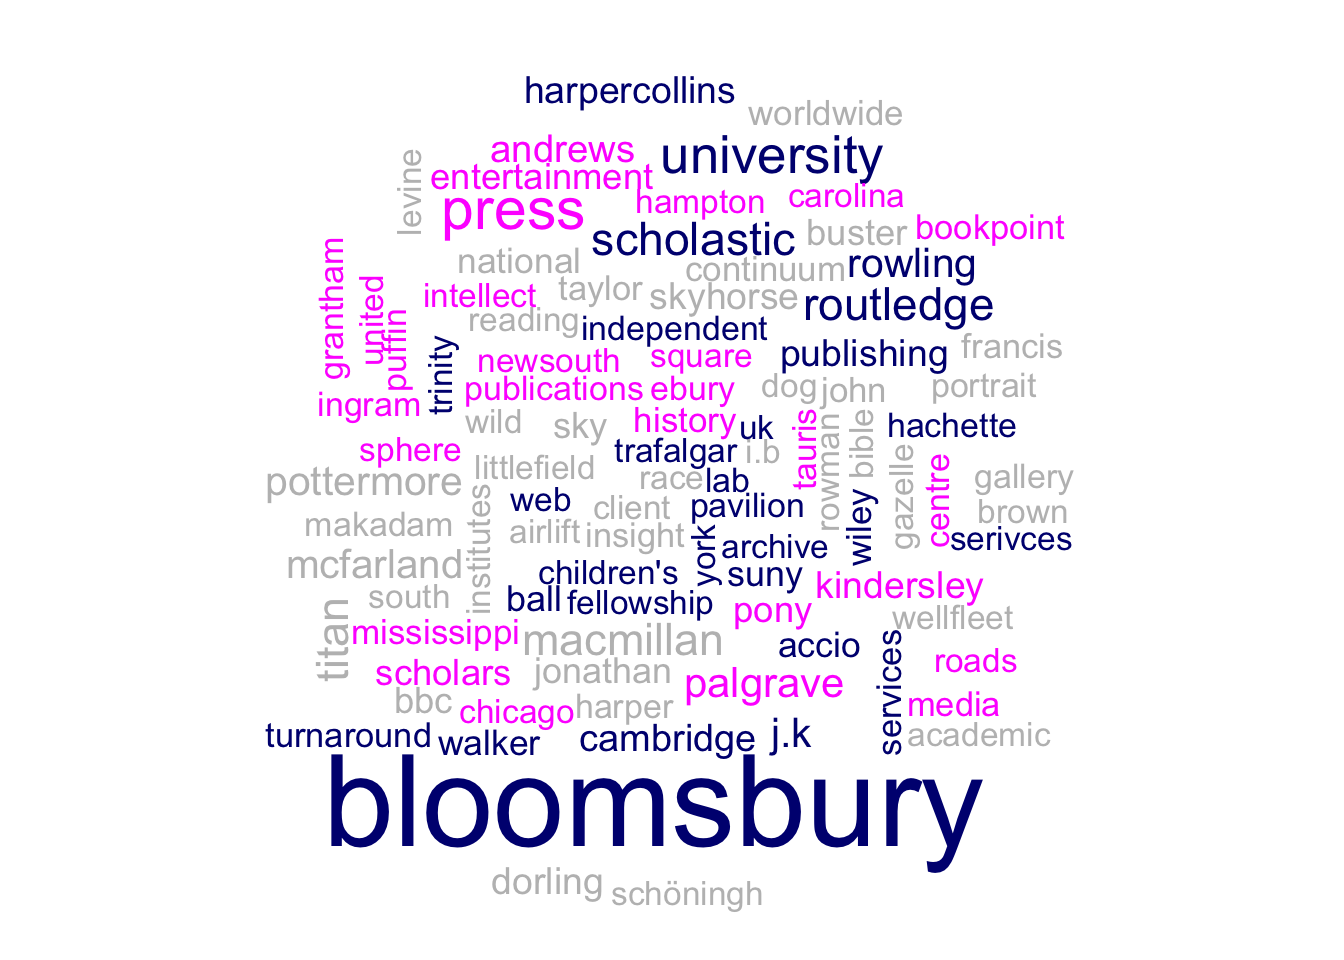 harpercollins
worldwide
andrews
university
levine
entertainment
hampton
carolina
press
scholastic
buster
bookpoint
national
continuum
rowling
grantham
united
puffin
intellect
taylor
skyhorse
routledge
reading
independent
trinity
newsouth
square
publishing
francis
ingram
publications
ebury
dog
john
portrait
wild
sky
history
uk
tauris
rowman
bible
hachette
sphere
littlefield
trafalgar
i.b
gazelle
centre
gallery
pottermore
race
lab
web
client
pavilion
wiley
brown
makadam
institutes
airlift
insight
york
archive
serivces
mcfarland
children's
suny
kindersley
south
ball
fellowship
pony
wellfleet
titan
mississippi
macmillan
accio
services
roads
scholars
jonathan
palgrave
bbc
chicago
harper
media
turnaround
walker
cambridge
j.k
academic
bloomsbury
dorling
schöningh